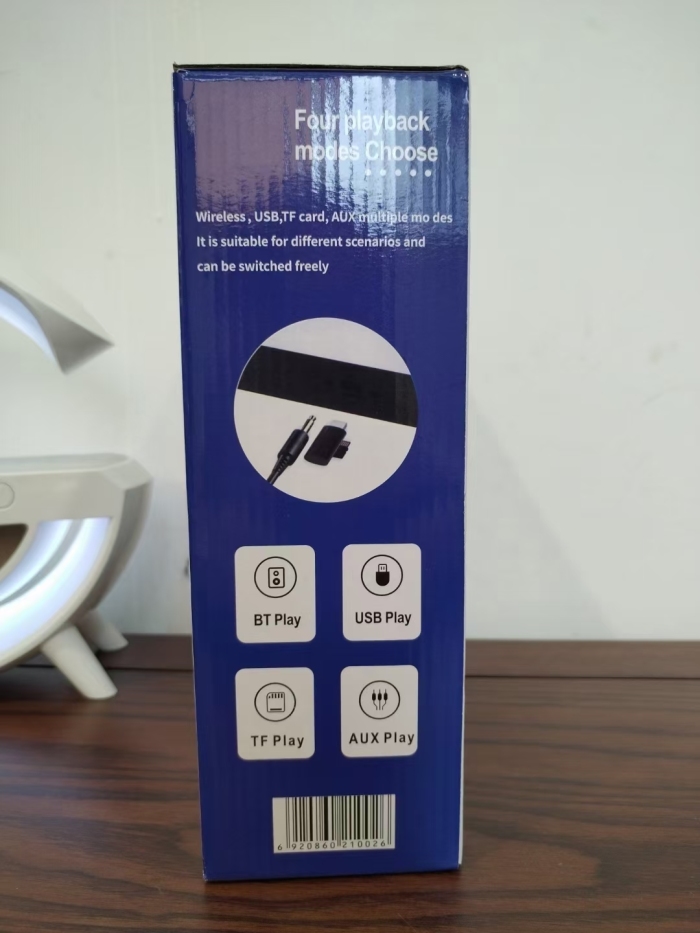 Four playback
modes Choose
Wireless, USB,TF card, AUX multiple mo des
It is suitable for different scenarios and
can be switched freely
BT Play
USB Play
TF Play
AUX Play
6 920860 210026